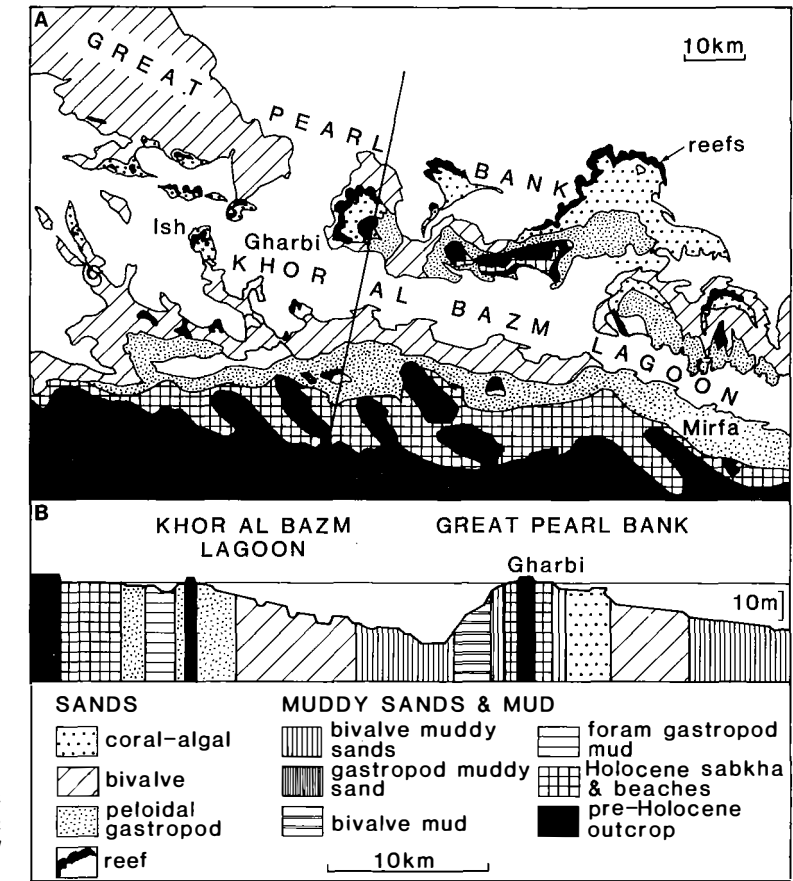 A
GREAT PEARL BANK
10km
reefs
Ish
Gharbi
KHOR AL BAZM LAGOON
Mirfa
B
KHOR AL BAZM
LAGOON
GREAT PEARL BANK
Gharbi
10m
SANDS
coral-algal
bivalve
peloidal
gastropod
reef
MUDDY SANDS & MUD
bivalve muddy
sands
gastropod muddy
sand
bivalve mud
foram gastropod
mud
Holocene sabkha
& beaches
pre-Holocene
outcrop
10km